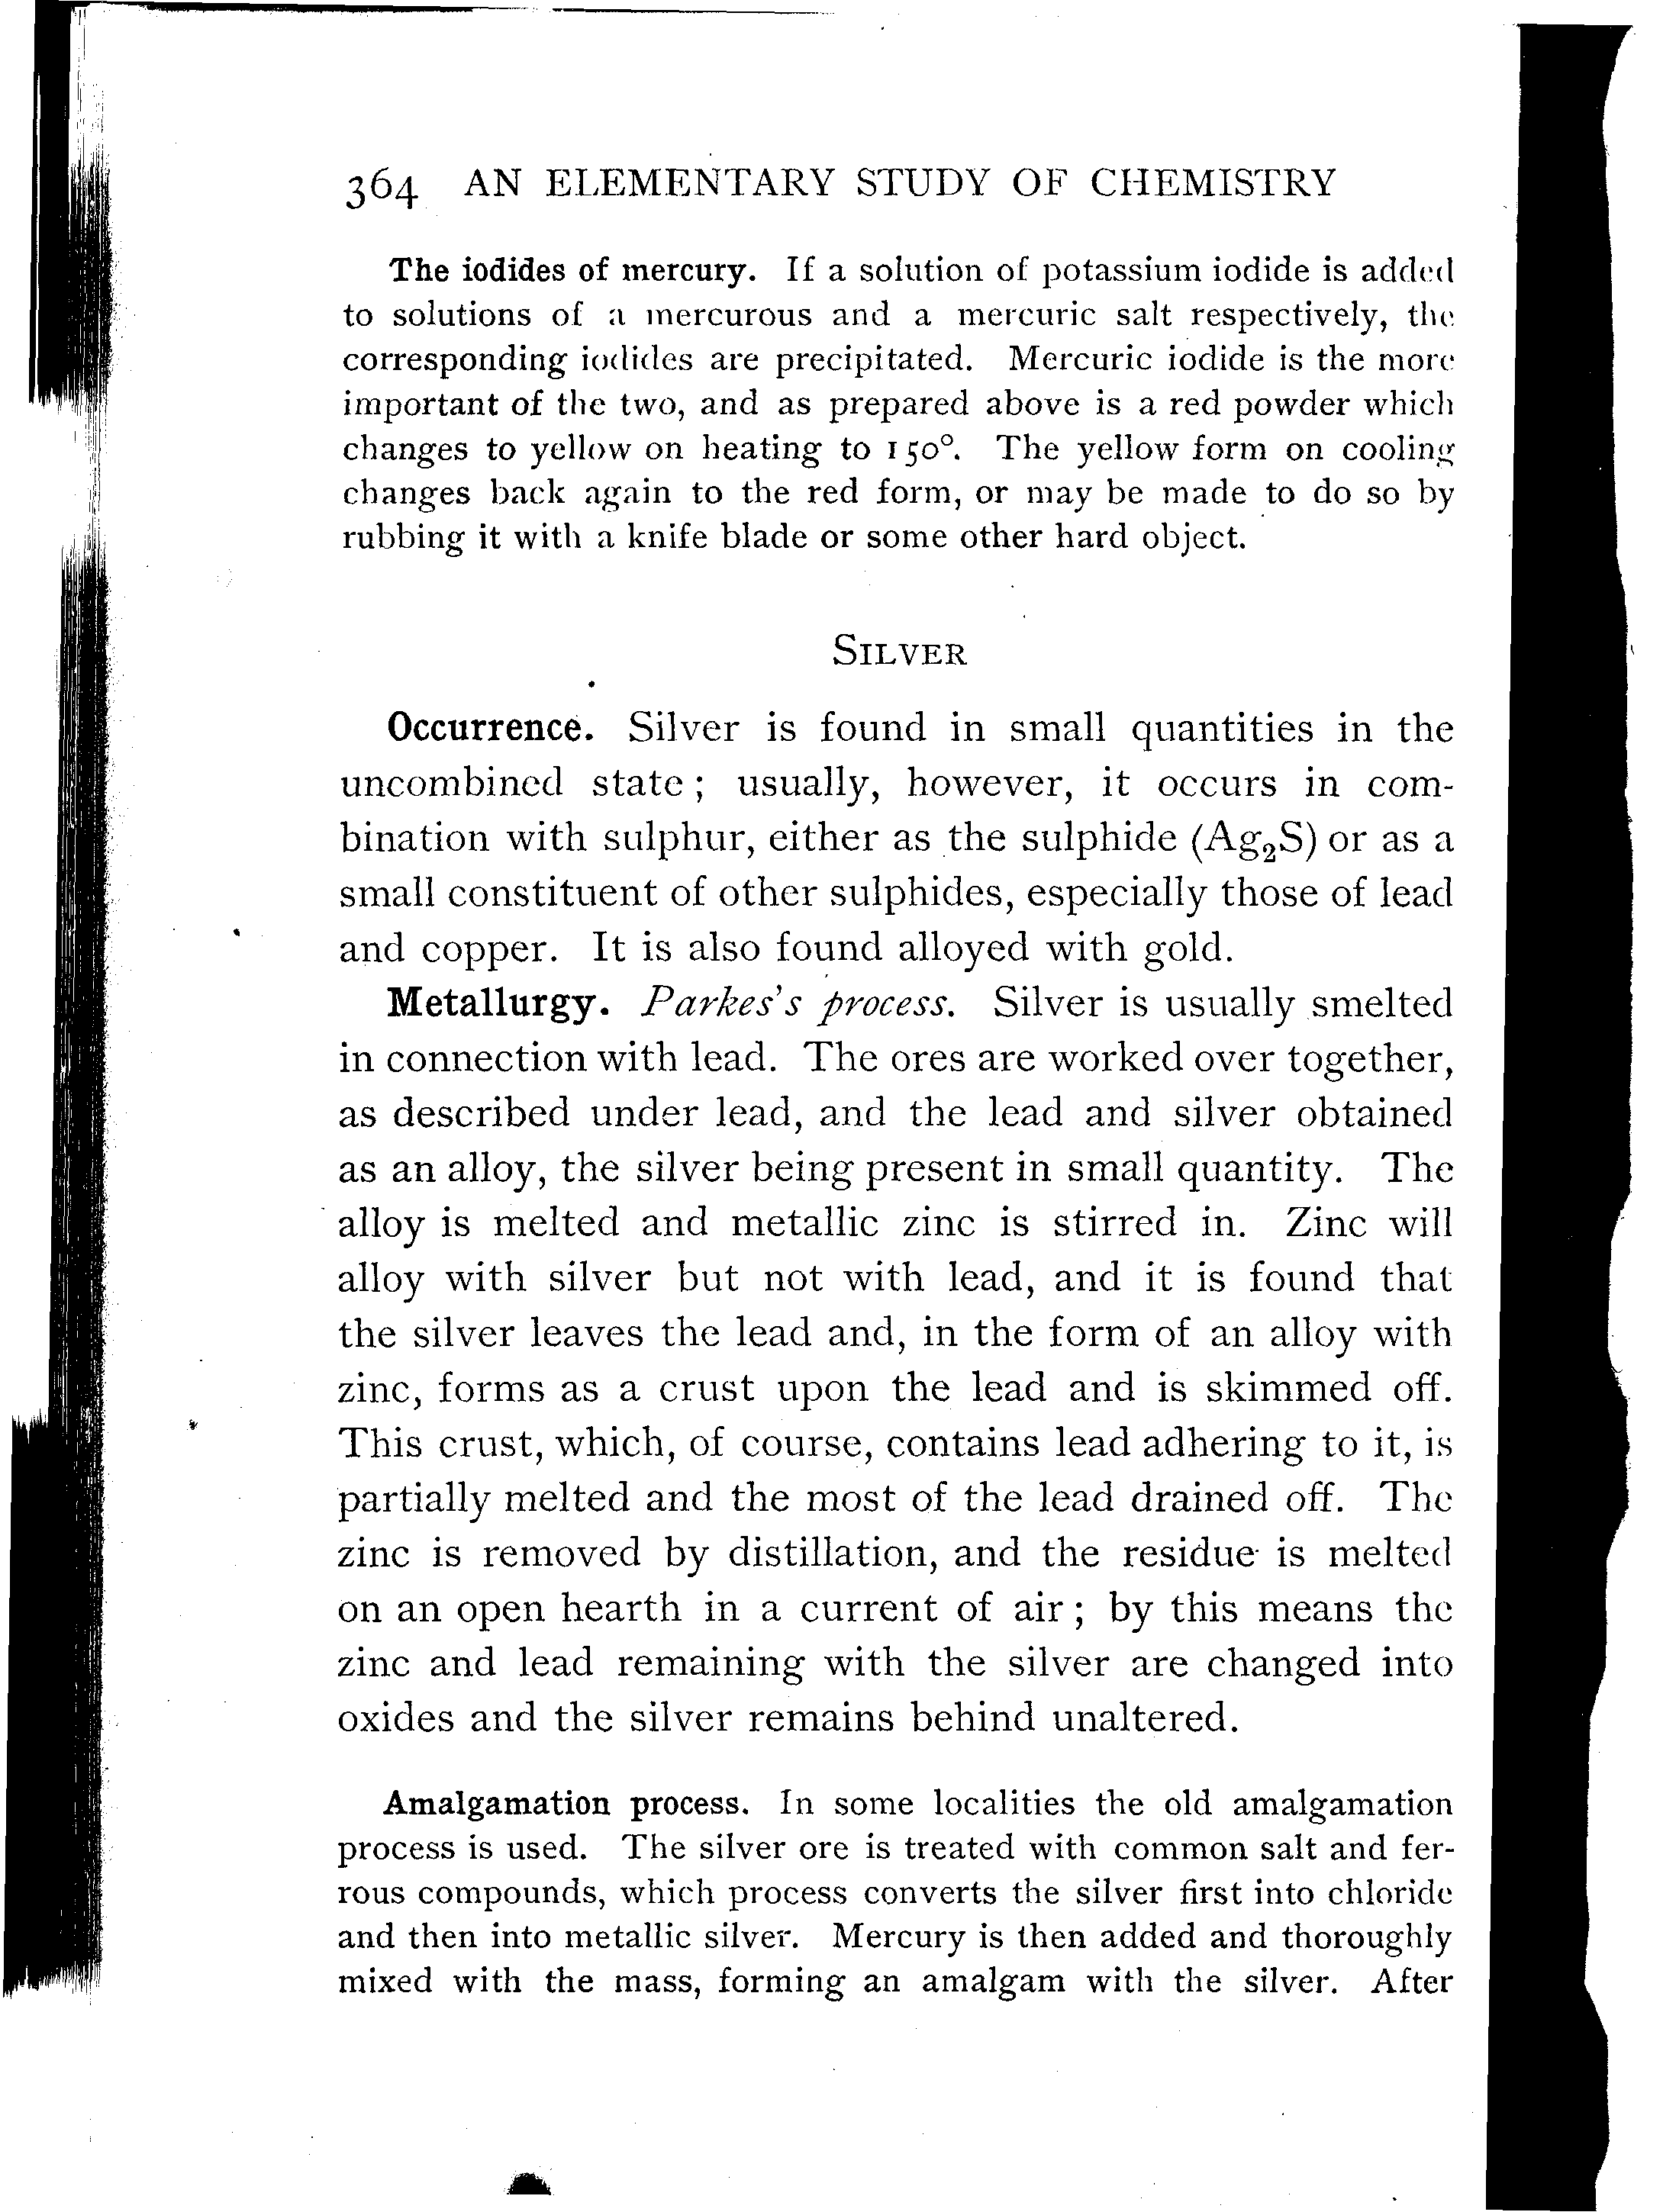 364 AN ELEMENTARY STUDY OF CHEMISTRY
The iodides of mercury. If a solution of potassium iodide is added
to solutions of a mercurous and a mercuric salt respectively, the
corresponding iodides are precipitated. Mercuric iodide is the more
important of the two, and as prepared above is a red powder which
changes to yellow on heating to 150°. The yellow form on cooling
changes back again to the red form, or may be made to do so by
rubbing it with a knife blade or some other hard object.
SILVER
Occurrence. Silver is found in small quantities in the
uncombined state; usually, however, it occurs in com-
bination with sulphur, either as the sulphide (Ag₂S) or as a
small constituent of other sulphides, especially those of lead
and copper. It is also found alloyed with gold.
Metallurgy. Parkes's process. Silver is usually smelted
in connection with lead. The ores are worked over together,
as described under lead, and the lead and silver obtained
as an alloy, the silver being present in small quantity. The
alloy is melted and metallic zinc is stirred in. Zinc will
alloy with silver but not with lead, and it is found that
the silver leaves the lead and, in the form of an alloy with
zinc, forms as a crust upon the lead and is skimmed off.
This crust, which, of course, contains lead adhering to it, is
partially melted and the most of the lead drained off. The
zinc is removed by distillation, and the residue is melted
on an open hearth in a current of air; by this means the
zinc and lead remaining with the silver are changed into
oxides and the silver remains behind unaltered.
Amalgamation process. In some localities the old amalgamation
process is used. The silver ore is treated with common salt and fer-
rous compounds, which process converts the silver first into chloride
and then into metallic silver. Mercury is then added and thoroughly
mixed with the mass, forming an amalgam with the silver. After